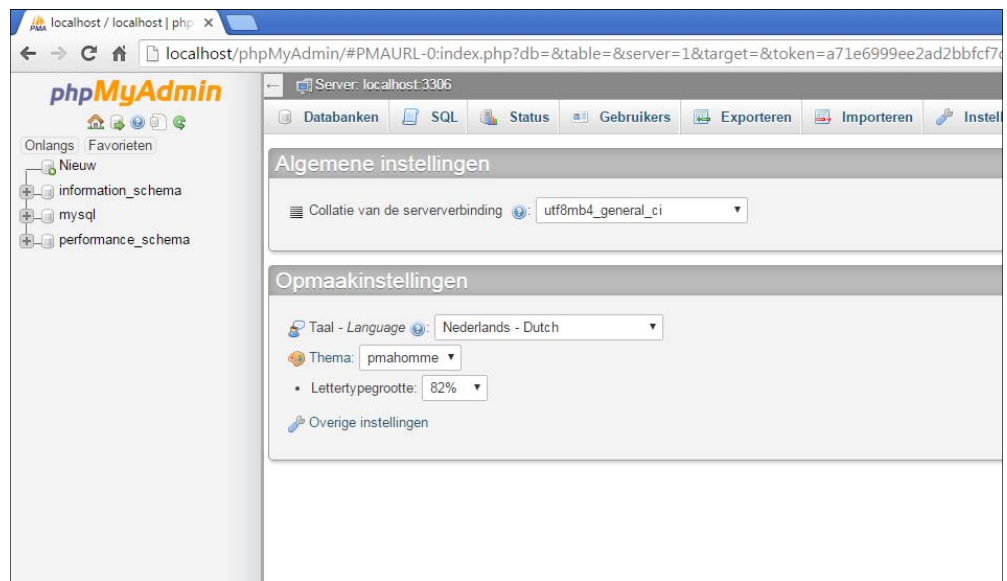 PMA localhost / localhost | php
localhost/phpMyAdmin/#PMAURL-0:index.php?db=&table=&server=1&target=&token=a71e6999ee2ad2bbfcf7
phpMyAdmin
Onlangs Favorieten
Nieuw
information_schema
mysql
performance_schema
Server: localhost:3306
Databanken SQL Status Gebruikers Exporteren Importeren Instell
Algemene instellingen
Collatie van de serververbinding : utf8mb4_general_ci
Opmaakinstellingen
Taal - Language : Nederlands - Dutch
Thema: pmahomme
• Lettertypegrootte: 82%
Overige instellingen